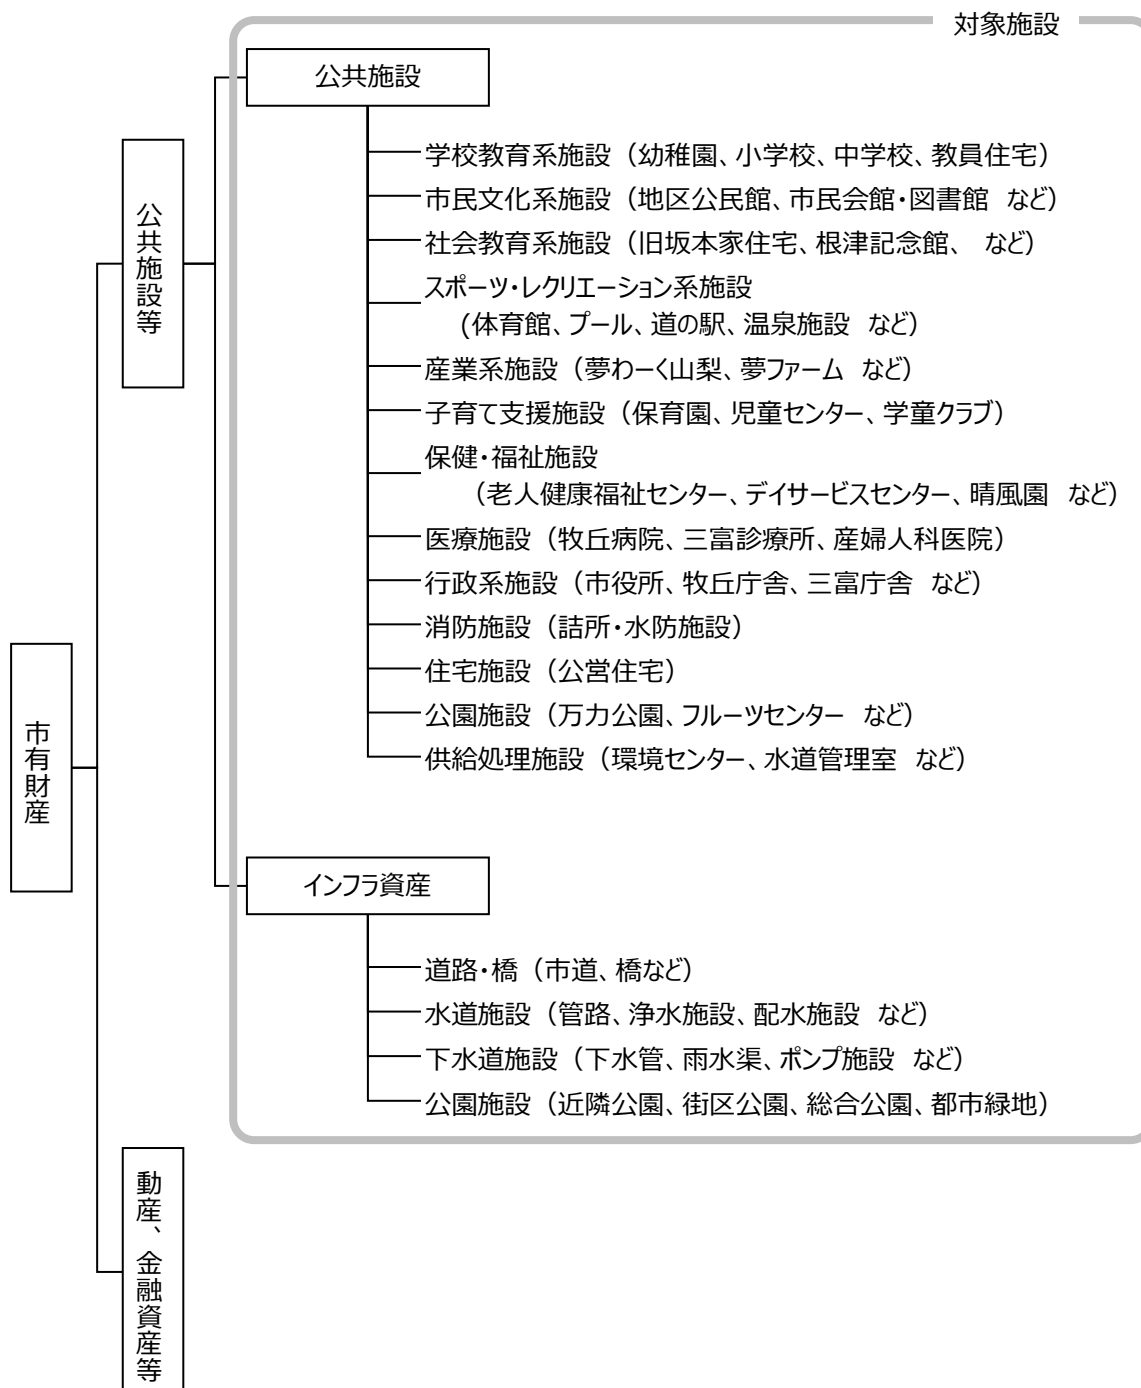 対象施設
公共施設
学校教育系施設（幼稚園、小学校、中学校、教員住宅）
市民文化系施設（地区公民館、市民会館・図書館　など）
社会教育系施設（旧坂本家住宅、根津記念館、　など）
スポーツ・レクリエーション系施設
（体育館、プール、道の駅、温泉施設　など）
産業系施設（夢わーく山梨、夢ファーム　など）
子育て支援施設（保育園、児童センター、学童クラブ）
保健・福祉施設
（老人健康福祉センター、デイサービスセンター、晴風園　など）
医療施設（牧丘病院、三富診療所、産婦人科医院）
行政系施設（市役所、牧丘庁舎、三富庁舎　など）
消防施設（詰所・水防施設）
住宅施設（公営住宅）
公園施設（万力公園、フルーツセンター　など）
供給処理施設（環境センター、水道管理室　など）
公共施設等
市有財産
インフラ資産
道路・橋（市道、橋など）
水道施設（管路、浄水施設、配水施設　など）
下水道施設（下水管、雨水渠、ポンプ施設　など）
公園施設（近隣公園、街区公園、総合公園、都市緑地）
動産、金融資産等